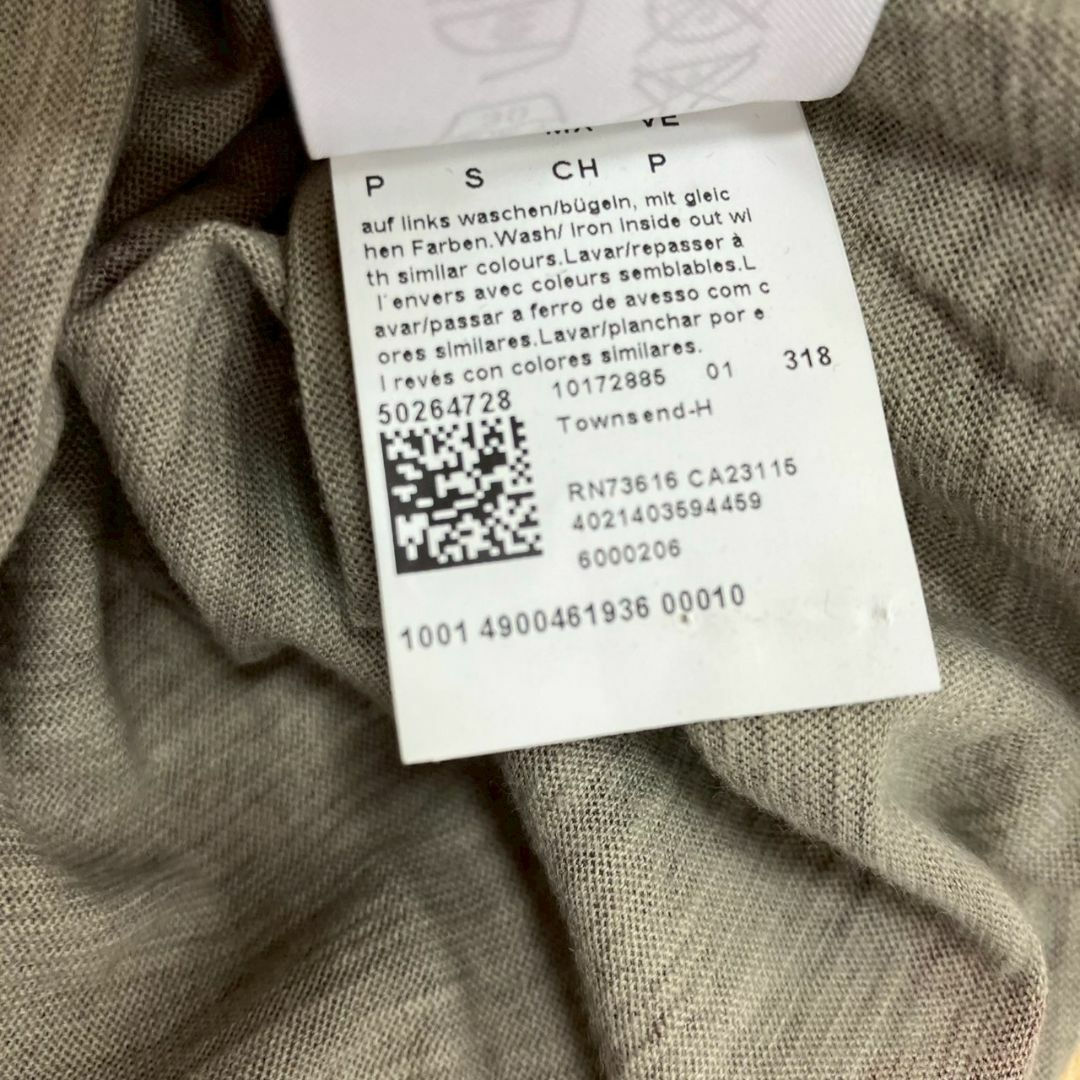 VE
P S CH P
auf links waschen/bügeln, mit gleic
hen Farben.Wash/ Iron inside out wi
th similar colours.Lavar/repasser à
l'envers avec coleurs semblables.L
avar/passar a ferro de avesso com c
ores similares.Lavar/planchar por e
l revés con colores similares.
50264728 10172885 01 318
Townsend-H
RN73616 CA23115
4021403594459
6000206
1001 4900461936 00010